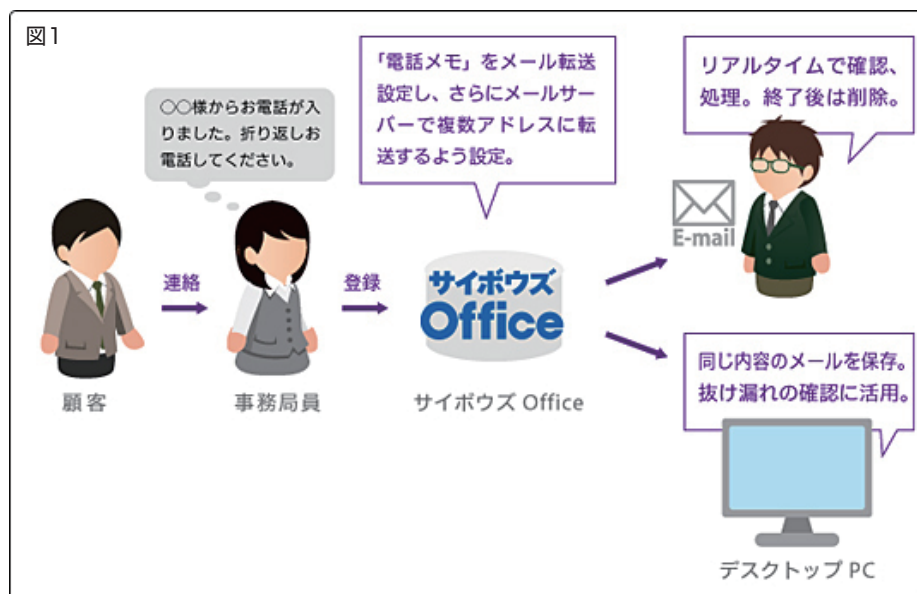 図1
「電話メモ」をメール転送
設定し、さらにメールサー
バーで複数アドレスに転
送するよう設定。
リアルタイムで確認、
処理。終了後は削除。
○○様からお電話が入
りました。折り返しお
電話してください。
E-mail
連絡
登録
サイボウズ
Office
顧客
事務局員
サイボウズ Office
同じ内容のメールを保存。
抜け漏れの確認に活用。
デスクトップ PC